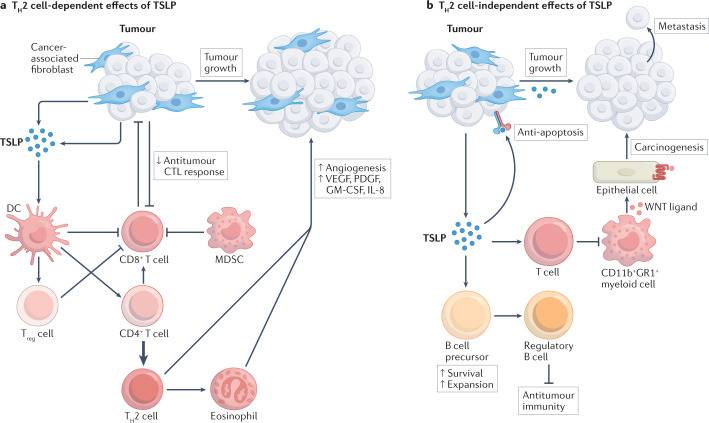 a T_H2 cell-dependent effects of TSLP
Tumour
Cancer-
associated
fibroblast
Tumour
growth
TSLP
↓ Antitumour
CTL response
↑ Angiogenesis
↑ VEGF, PDGF,
GM-CSF, IL-8
DC
CD8⁺ T cell
MDSC
T_reg cell
CD4⁺ T cell
T_H2 cell
Eosinophil
b T_H2 cell-independent effects of TSLP
Tumour
Metastasis
Tumour
growth
Anti-apoptosis
Carcinogenesis
Epithelial cell
WNT ligand
TSLP
T cell
CD11b⁺GR1⁺
myeloid cell
B cell
precursor
Regulatory
B cell
↑ Survival
↑ Expansion
Antitumour
immunity